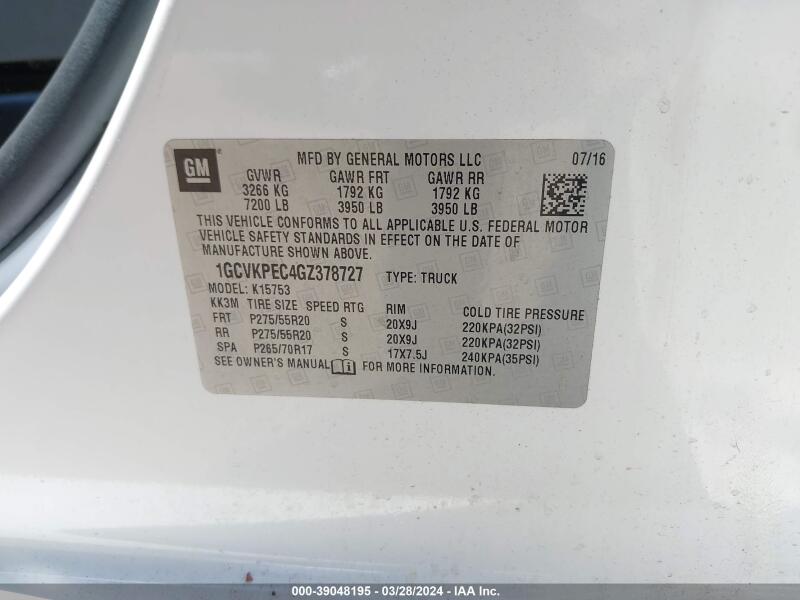 GM
MFD BY GENERAL MOTORS LLC 07/16
GVWR GAWR FRT GAWR RR
3266 KG 1792 KG 1792 KG
7200 LB 3950 LB 3950 LB
THIS VEHICLE CONFORMS TO ALL APPLICABLE U.S. FEDERAL MOTOR
VEHICLE SAFETY STANDARDS IN EFFECT ON THE DATE OF
MANUFACTURE SHOWN ABOVE.
1GCVKPEC4GZ378727 TYPE: TRUCK
MODEL: K15753
KK3M TIRE SIZE SPEED RTG RIM COLD TIRE PRESSURE
FRT P275/55R20 S 20X9J 220KPA(32PSI)
RR P275/55R20 S 20X9J 220KPA(32PSI)
SPA P265/70R17 S 17X7.5J 240KPA(35PSI)
SEE OWNER'S MANUAL FOR MORE INFORMATION.
000-39048195 - 03/28/2024 - IAA Inc.